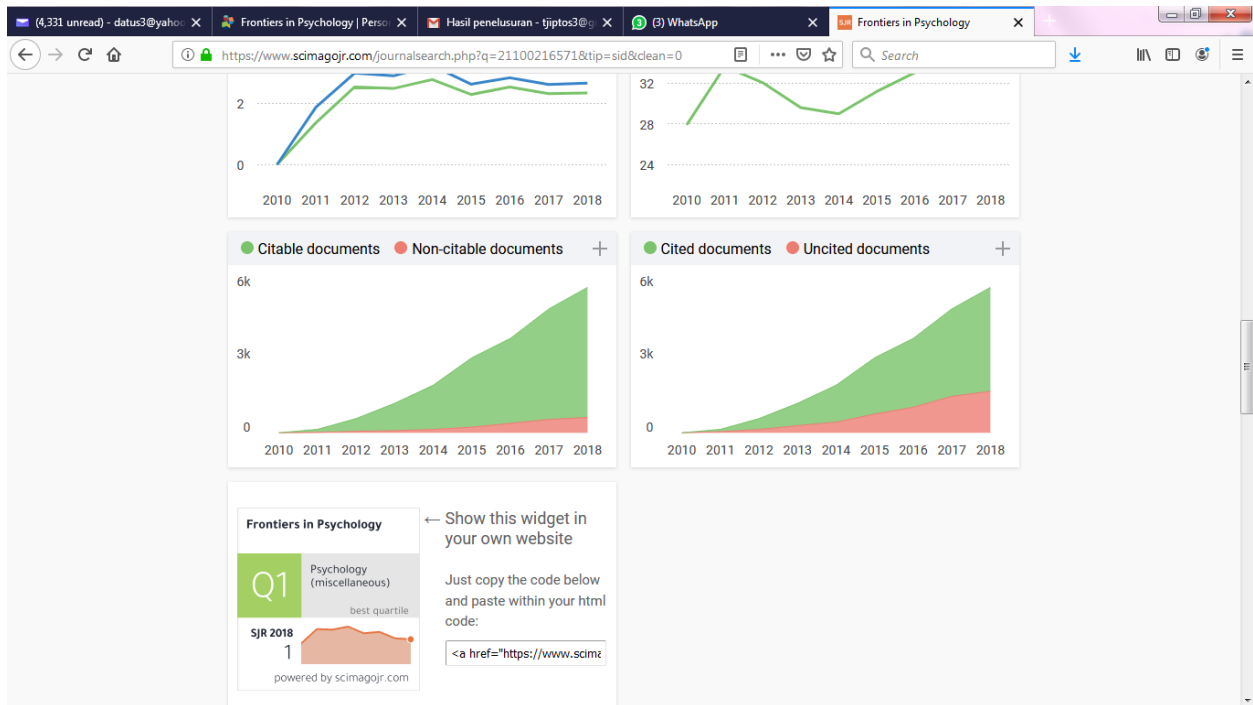 (4,331 unread) - datus3@yahoo
Frontiers in Psychology | Perso
Hasil penelusuran - tjiptos3@g
(3) WhatsApp
SJR Frontiers in Psychology
https://www.scimagojr.com/journalsearch.php?q=21100216571&tip=sid&clean=0
Search
2
0
2010 2011 2012 2013 2014 2015 2016 2017 2018
32
28
24
2010 2011 2012 2013 2014 2015 2016 2017 2018
Citable documents Non-citable documents
6k
3k
0
2010 2011 2012 2013 2014 2015 2016 2017 2018
Cited documents Uncited documents
6k
3k
0
2010 2011 2012 2013 2014 2015 2016 2017 2018
Frontiers in Psychology
Q1
Psychology
(miscellaneous)
best quartile
SJR 2018
1
powered by scimagojr.com
← Show this widget in
your own website
Just copy the code below
and paste within your html
code:
<a href="https://www.scima